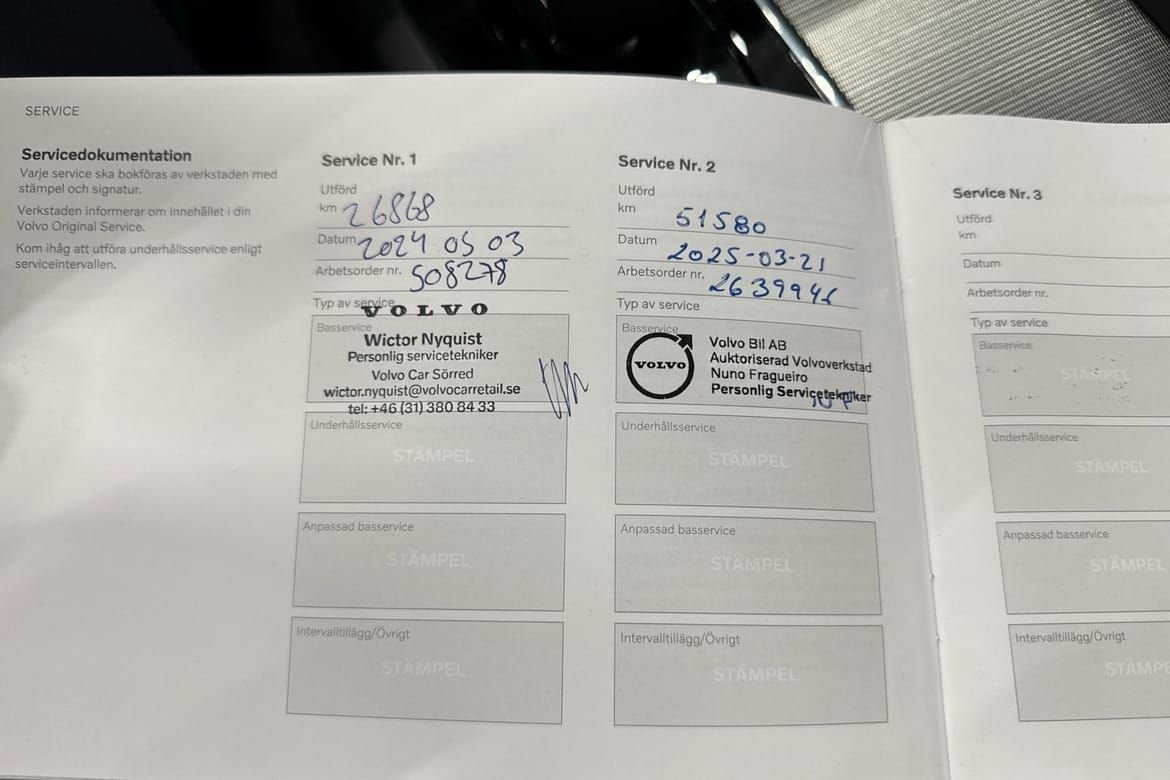 SERVICE
Servicedokumentation
Varje service ska bokföras av verkstaden med
stämpel och signatur.
Verkstaden informerar om innehållet i din
Volvo Original Service.
Kom ihåg att utföra underhållsservice enligt
serviceintervallen.
Service Nr. 1
Utförd
km 26868
Datum 2024 05 03
Arbetsorder nr. 508278
Typ av service
VOLVO
Basservice
Wictor Nyquist
Personlig servicetekniker
Volvo Car Sörred
wictor.nyquist@volvocarretail.se
tel: +46 (31) 380 84 33
Underhållsservice
STÄMPEL
Anpassad basservice
STÄMPEL
Intervalltillägg/Övrigt
STÄMPEL
Service Nr. 2
Utförd
km 51580
Datum 2025-03-21
Arbetsorder nr. 2639946
Typ av service
Basservice
VOLVO
Volvo Bil AB
Auktoriserad Volvoverkstad
Nuno Fragueiro
Personlig Servicetekniker
Underhållsservice
STÄMPEL
Anpassad basservice
STÄMPEL
Intervalltillägg/Övrigt
STÄMPEL
Service Nr. 3
Utförd
km
Datum
Arbetsorder nr.
Typ av service
Basservice
STÄMPEL
Underhållsservice
STÄMPEL
Anpassad basservice
STÄMPEL
Intervalltillägg/Övrigt
STÄMPE